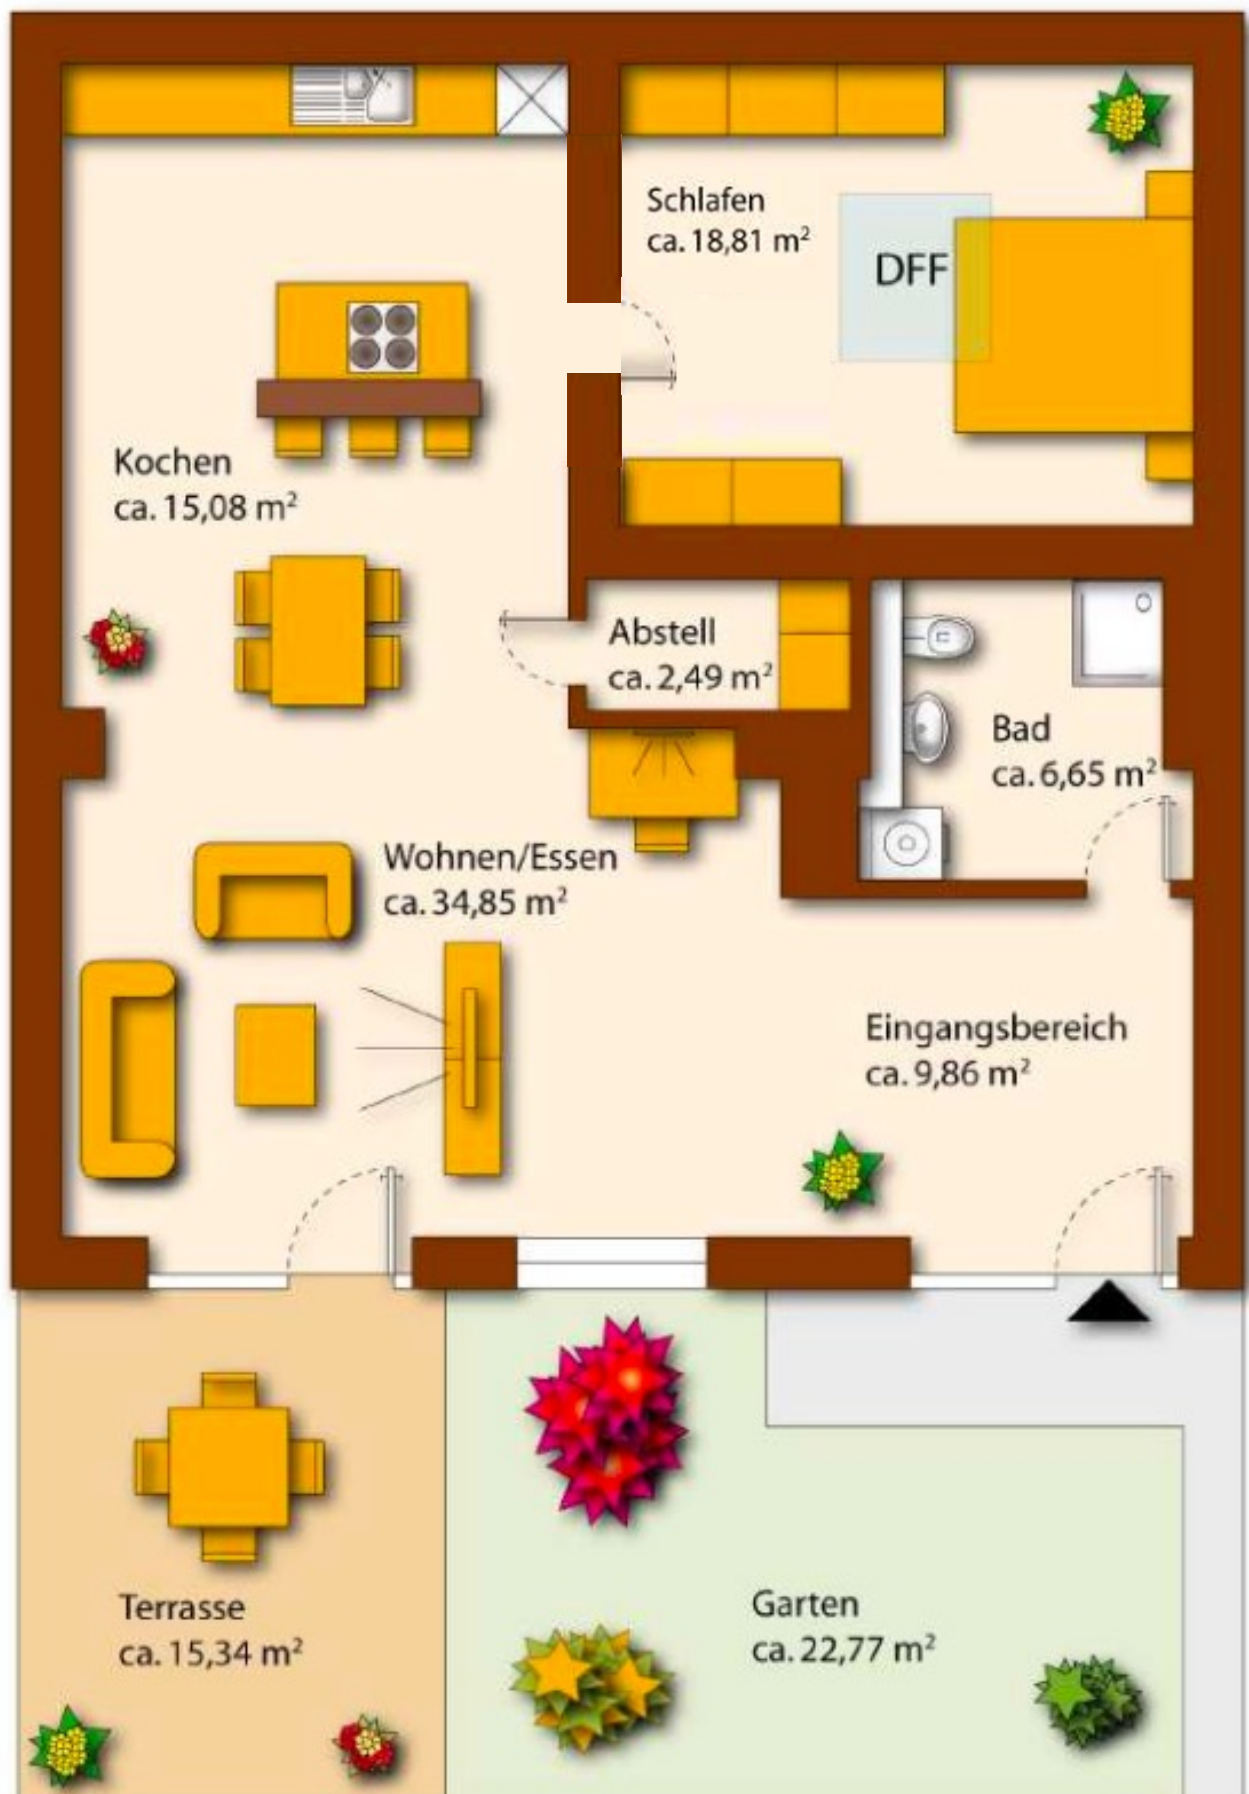 Schlafen
ca. 18,81 m²
DFF
Kochen
ca. 15,08 m²
Abstell
ca. 2,49 m²
Bad
ca. 6,65 m²
Wohnen/Essen
ca. 34,85 m²
Eingangsbereich
ca. 9,86 m²
Terrasse
ca. 15,34 m²
Garten
ca. 22,77 m²